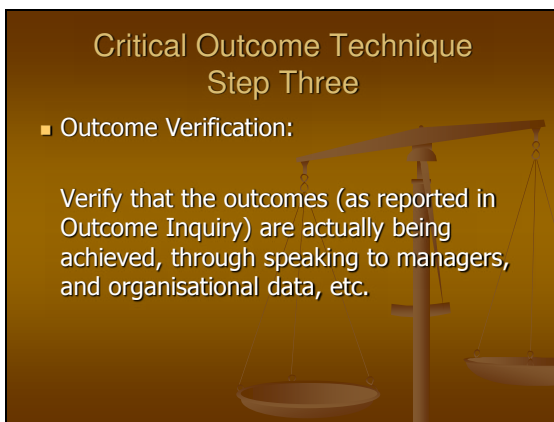 Critical Outcome Technique
Step Three
Outcome Verification:
Verify that the outcomes (as reported in
Outcome Inquiry) are actually being
achieved, through speaking to managers,
and organisational data, etc.